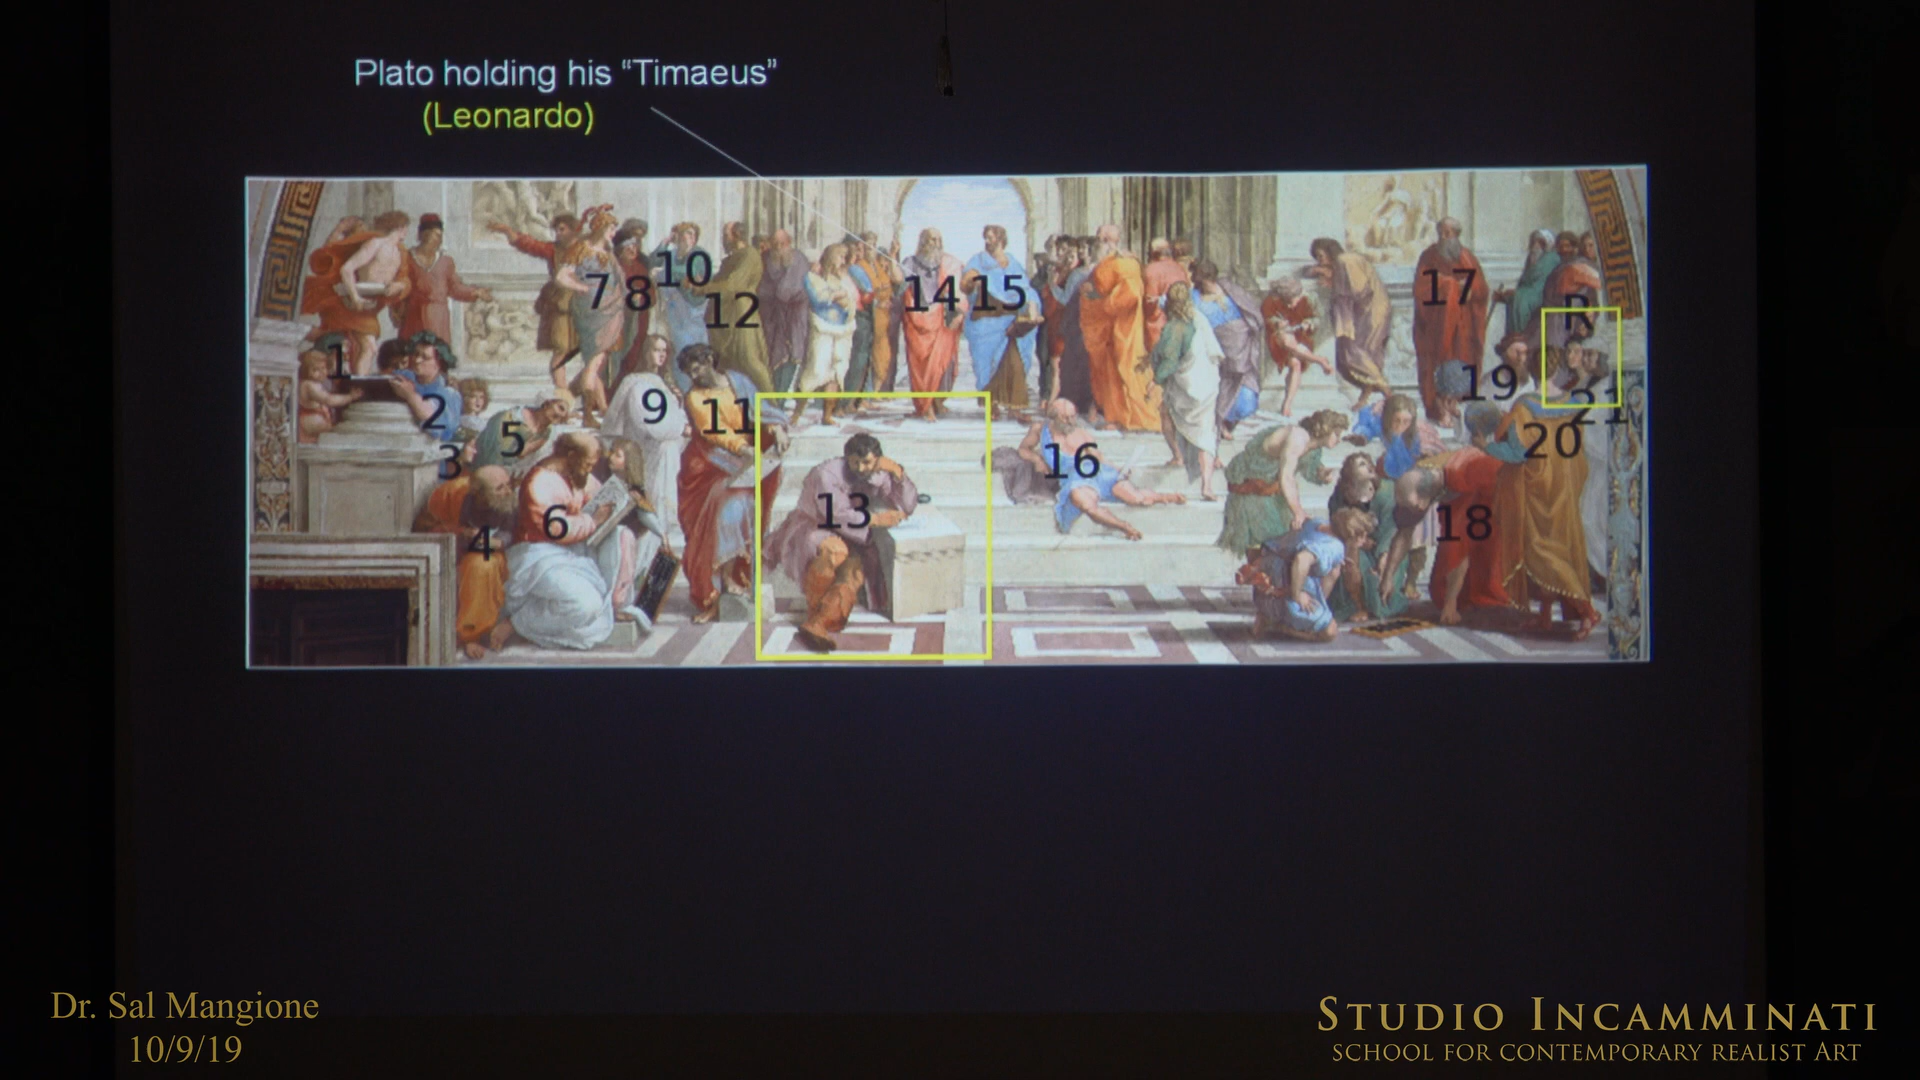 Plato holding his “Timaeus”
(Leonardo)
7 8 10
12
14 15
17
R
1
2
3
5
9
11
16
19
20
21
4
6
13
18
Dr. Sal Mangione
10/9/19
STUDIO INCAMMINATI
SCHOOL FOR CONTEMPORARY REALIST ART